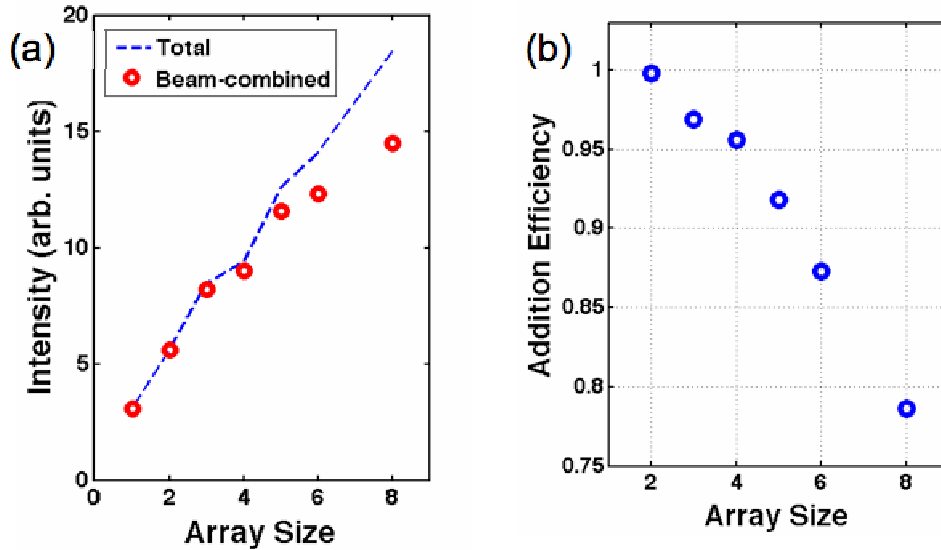 (a)
Total
Beam-combined
Intensity (arb. units)
20
15
10
5
0
0 2 4 6 8
Array Size
(b)
Addition Efficiency
1
0.95
0.9
0.85
0.8
0.75
2 4 6 8
Array Size